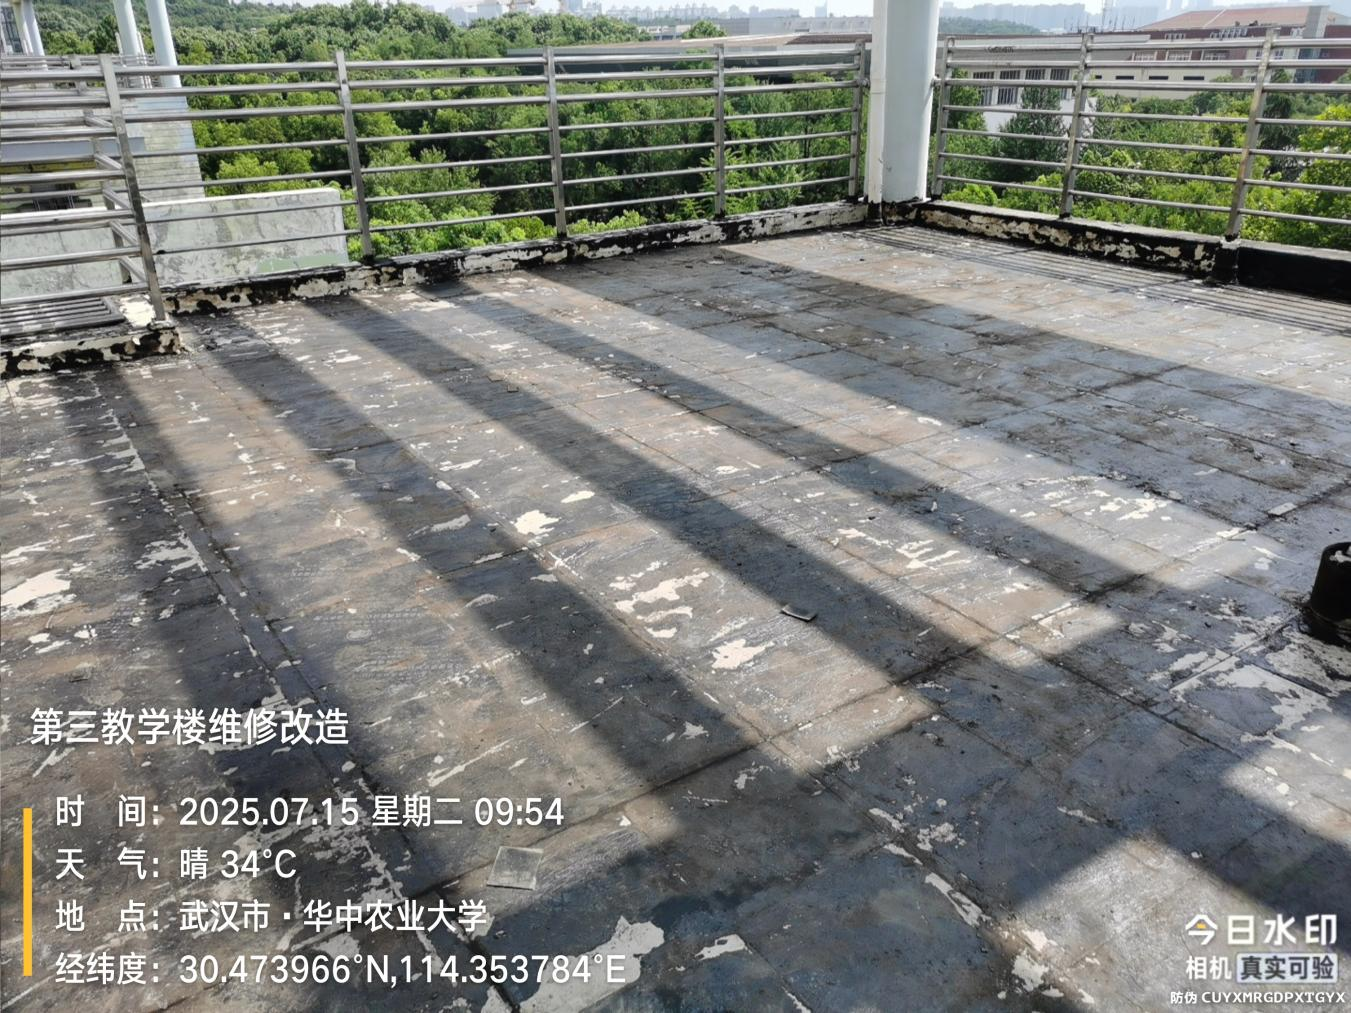 第三教学楼维修改造
时 间：2025.07.15 星期二 09:54
天 气：晴 34°C
地 点：武汉市·华中农业大学
经纬度：30.473966°N,114.353784°E
今日水印
相机 真实可验
防伪 CUYXMRGDPXTGYX